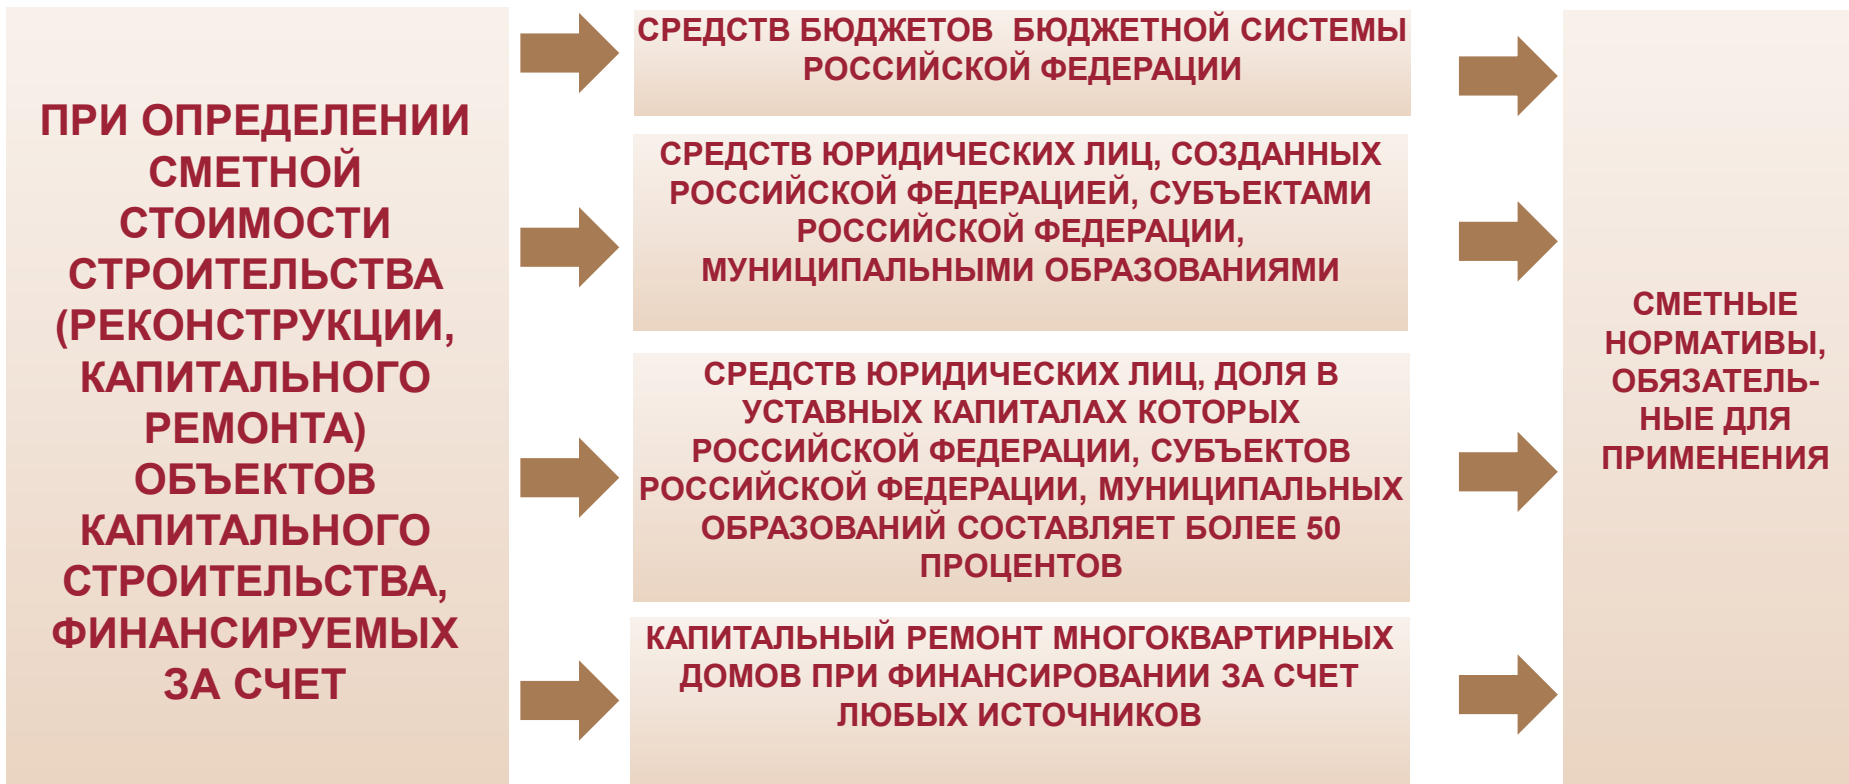 ПРИ ОПРЕДЕЛЕНИИ
СМЕТНОЙ
СТОИМОСТИ
СТРОИТЕЛЬСТВА
(РЕКОНСТРУКЦИИ,
КАПИТАЛЬНОГО
РЕМОНТА)
ОБЪЕКТОВ
КАПИТАЛЬНОГО
СТРОИТЕЛЬСТВА,
ФИНАНСИРУЕМЫХ
ЗА СЧЕТ
СРЕДСТВ БЮДЖЕТОВ БЮДЖЕТНОЙ СИСТЕМЫ
РОССИЙСКОЙ ФЕДЕРАЦИИ
СРЕДСТВ ЮРИДИЧЕСКИХ ЛИЦ, СОЗДАННЫХ
РОССИЙСКОЙ ФЕДЕРАЦИЕЙ, СУБЪЕКТАМИ
РОССИЙСКОЙ ФЕДЕРАЦИИ,
МУНИЦИПАЛЬНЫМИ ОБРАЗОВАНИЯМИ
СРЕДСТВ ЮРИДИЧЕСКИХ ЛИЦ, ДОЛЯ В
УСТАВНЫХ КАПИТАЛАХ КОТОРЫХ
РОССИЙСКОЙ ФЕДЕРАЦИИ, СУБЪЕКТОВ
РОССИЙСКОЙ ФЕДЕРАЦИИ, МУНИЦИПАЛЬНЫХ
ОБРАЗОВАНИЙ СОСТАВЛЯЕТ БОЛЕЕ 50
ПРОЦЕНТОВ
КАПИТАЛЬНЫЙ РЕМОНТ МНОГОКВАРТИРНЫХ
ДОМОВ ПРИ ФИНАНСИРОВАНИИ ЗА СЧЕТ
ЛЮБЫХ ИСТОЧНИКОВ
СМЕТНЫЕ
НОРМАТИВЫ,
ОБЯЗАТЕЛЬ-
НЫЕ ДЛЯ
ПРИМЕНЕНИЯ